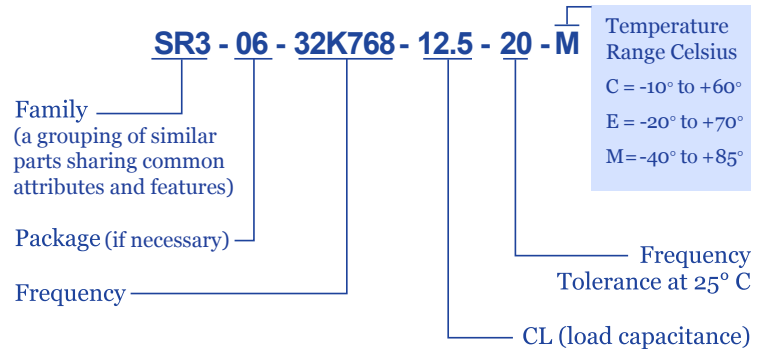 SR3 - 06 - 32K768 - 12.5 - 20 - M
Temperature
Range Celsius
C = -10° to +60°
E = -20° to +70°
M=-40° to +85°
Family
(a grouping of similar
parts sharing common
attributes and features)
Package (if necessary)
Frequency
Frequency
Tolerance at 25° C
CL (load capacitance)